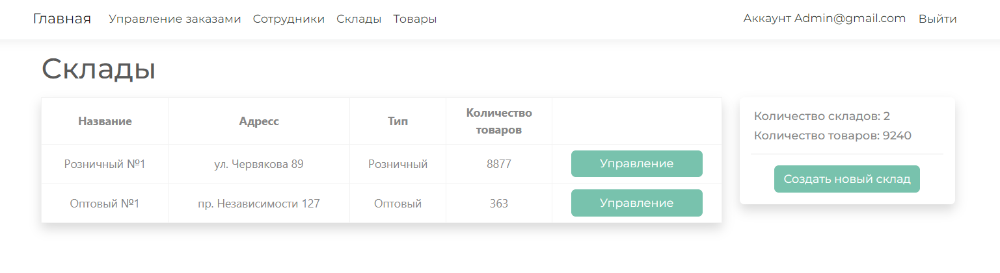 Главная Управление заказами Сотрудники Склады Товары Аккаунт Admin@gmail.com Выйти
Склады
Название Адресс Тип Количество товаров
Розничный №1 ул. Червякова 89 Розничный 8877 Управление
Оптовый №1 пр. Независимости 127 Оптовый 363 Управление
Количество складов: 2
Количество товаров: 9240
Создать новый склад